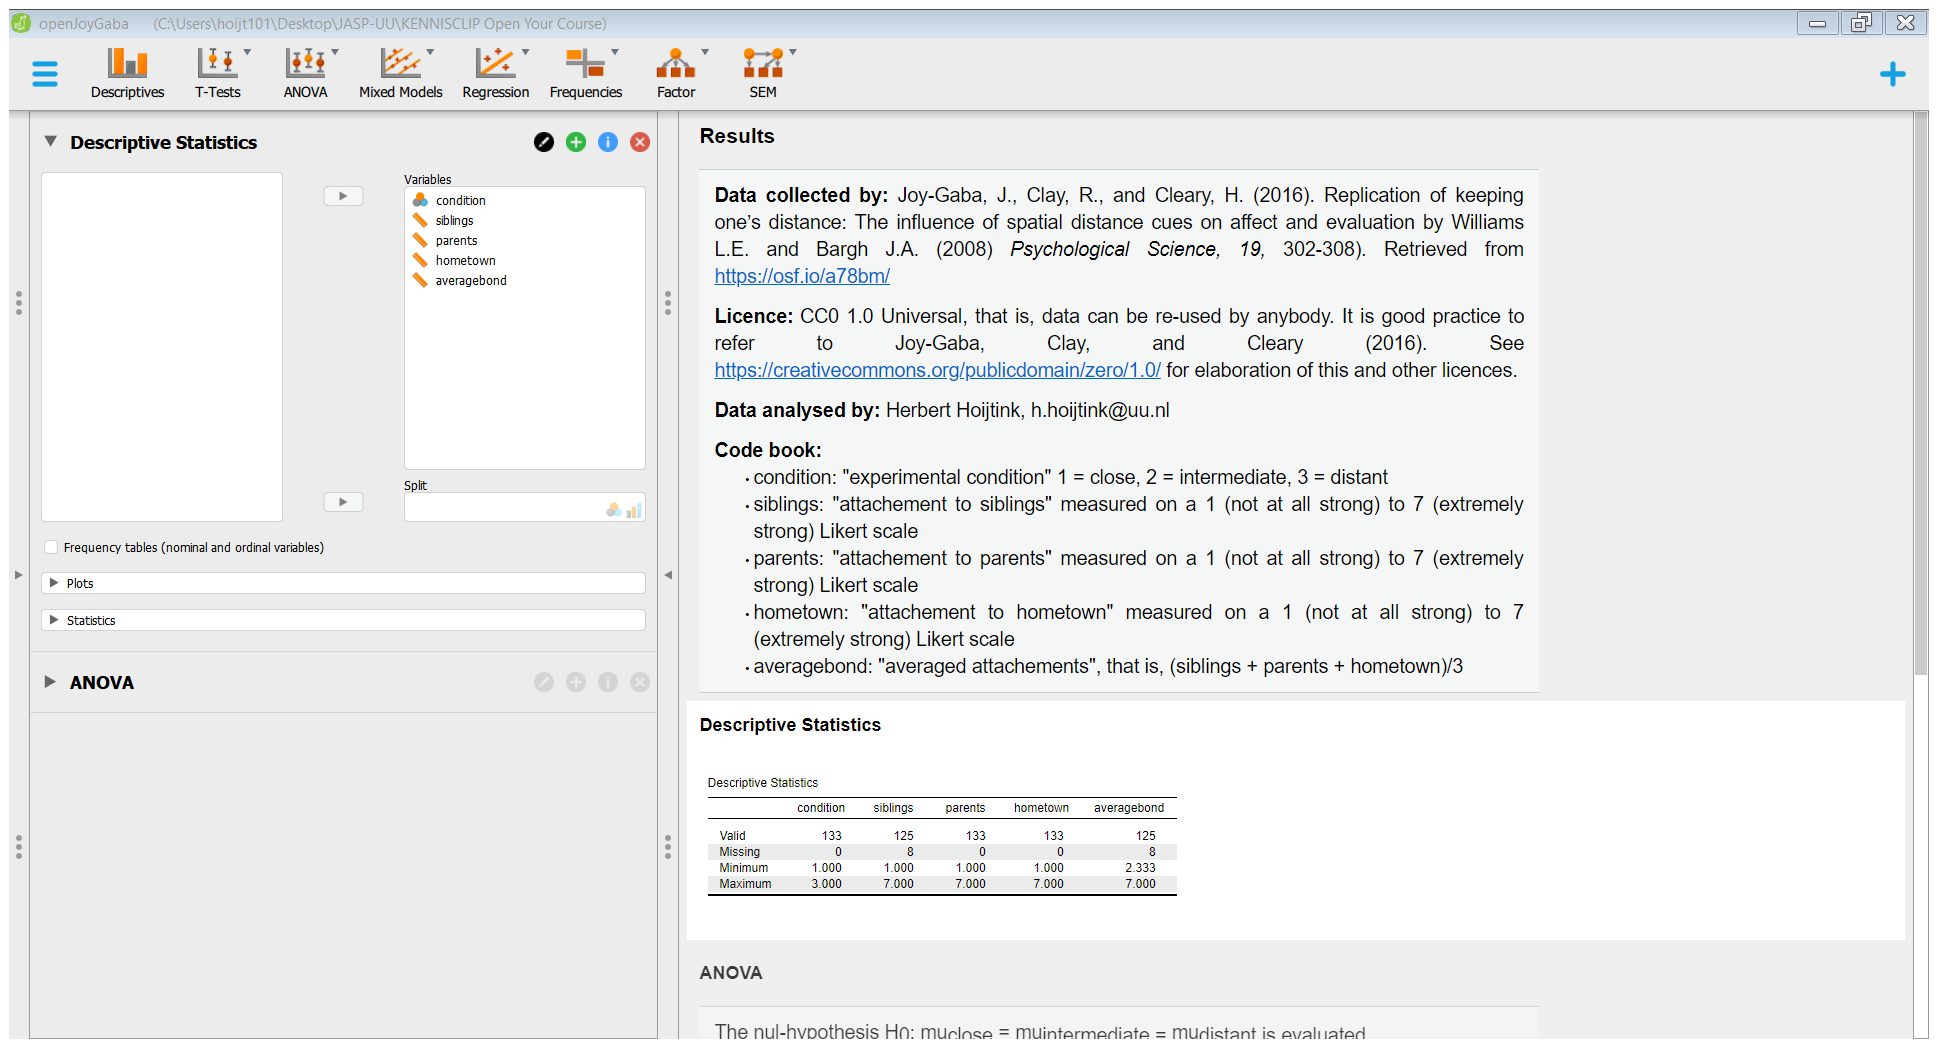 openJoyGaba (C:\Users\hoijt101\Desktop\JASP-UU\KENNISCLIP Open Your Course)
Descriptives T-Tests ANOVA Mixed Models Regression Frequencies Factor SEM
Descriptive Statistics
Variables
condition
siblings
parents
hometown
averagebond
Split
Frequency tables (nominal and ordinal variables)
Plots
Statistics
ANOVA
Results
Data collected by: Joy-Gaba, J., Clay, R., and Cleary, H. (2016). Replication of keeping
one’s distance: The influence of spatial distance cues on affect and evaluation by Williams
L.E. and Bargh J.A. (2008) Psychological Science, 19, 302-308). Retrieved from
https://osf.io/a78bm/
Licence: CC0 1.0 Universal, that is, data can be re-used by anybody. It is good practice to
refer to Joy-Gaba, Clay, and Cleary (2016). See
https://creativecommons.org/publicdomain/zero/1.0/ for elaboration of this and other licences.
Data analysed by: Herbert Hoijtink, h.hoijtink@uu.nl
Code book:
• condition: "experimental condition" 1 = close, 2 = intermediate, 3 = distant
• siblings: "attachement to siblings" measured on a 1 (not at all strong) to 7 (extremely
strong) Likert scale
• parents: "attachement to parents" measured on a 1 (not at all strong) to 7 (extremely
strong) Likert scale
• hometown: "attachement to hometown" measured on a 1 (not at all strong) to 7
(extremely strong) Likert scale
• averagebond: "averaged attachements", that is, (siblings + parents + hometown)/3
Descriptive Statistics
Descriptive Statistics
condition siblings parents hometown averagebond
Valid 133 125 133 133 125
Missing 0 8 0 0 8
Minimum 1.000 1.000 1.000 1.000 2.333
Maximum 3.000 7.000 7.000 7.000 7.000
ANOVA
The nul-hypothesis H0: muclose = muintermediate = mudistant is evaluated